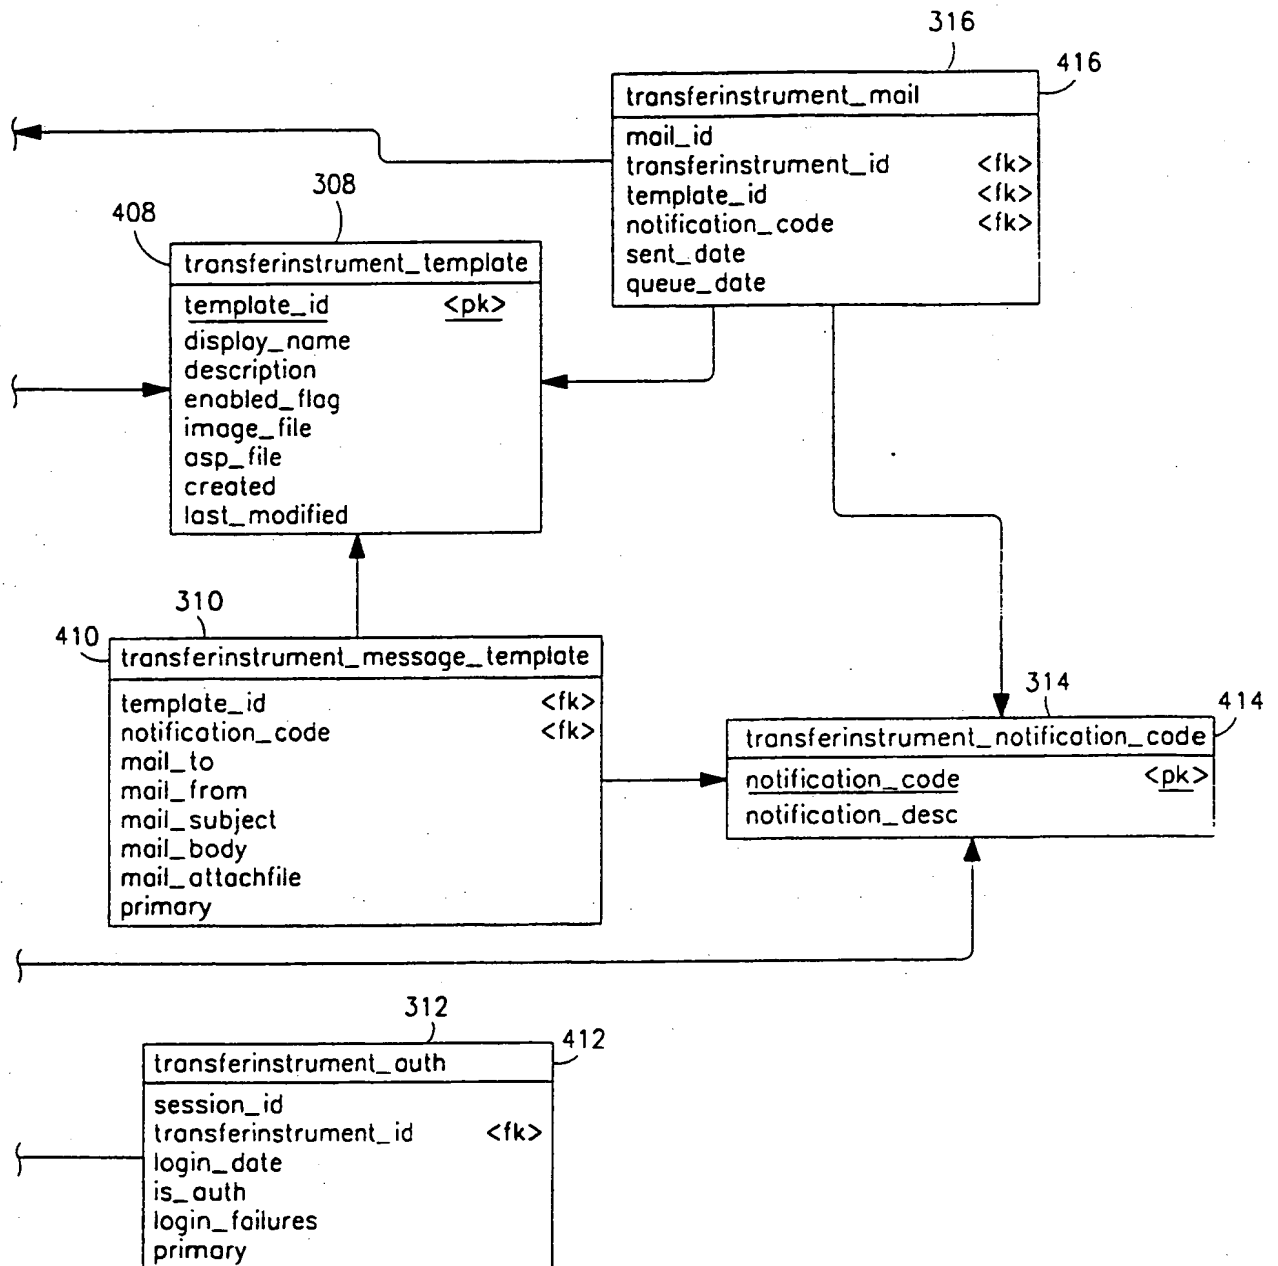 316
416
transferinstrument_mail
mail_id
transferinstrument_id <fk>
template_id <fk>
notification_code <fk>
sent_date
queue_date
308
408
transferinstrument_template
template_id <pk>
display_name
description
enabled_flag
image_file
asp_file
created
last_modified
310
410
transferinstrument_message_template
template_id <fk>
notification_code <fk>
mail_to
mail_from
mail_subject
mail_body
mail_attachfile
primary
314
414
transferinstrument_notification_code
notification_code <pk>
notification_desc
312
412
transferinstrument_auth
session_id
transferinstrument_id <fk>
login_date
is_auth
login_failures
primary